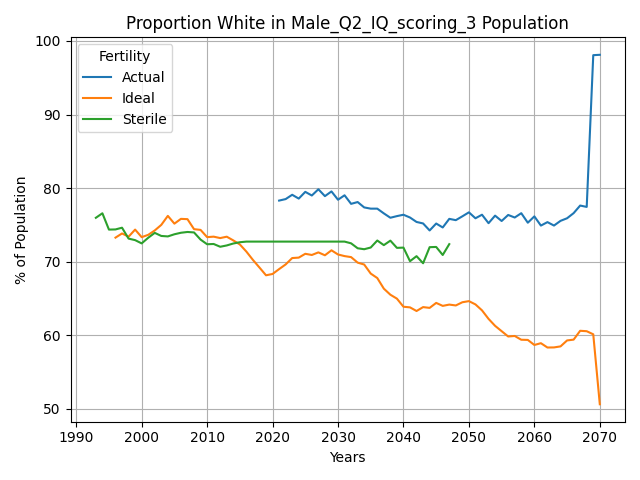 Proportion White in Male_Q2_IQ_scoring_3 Population
Fertility
Actual
Ideal
Sterile
% of Population
100
90
80
70
60
50
1990 2000 2010 2020 2030 2040 2050 2060 2070
Years